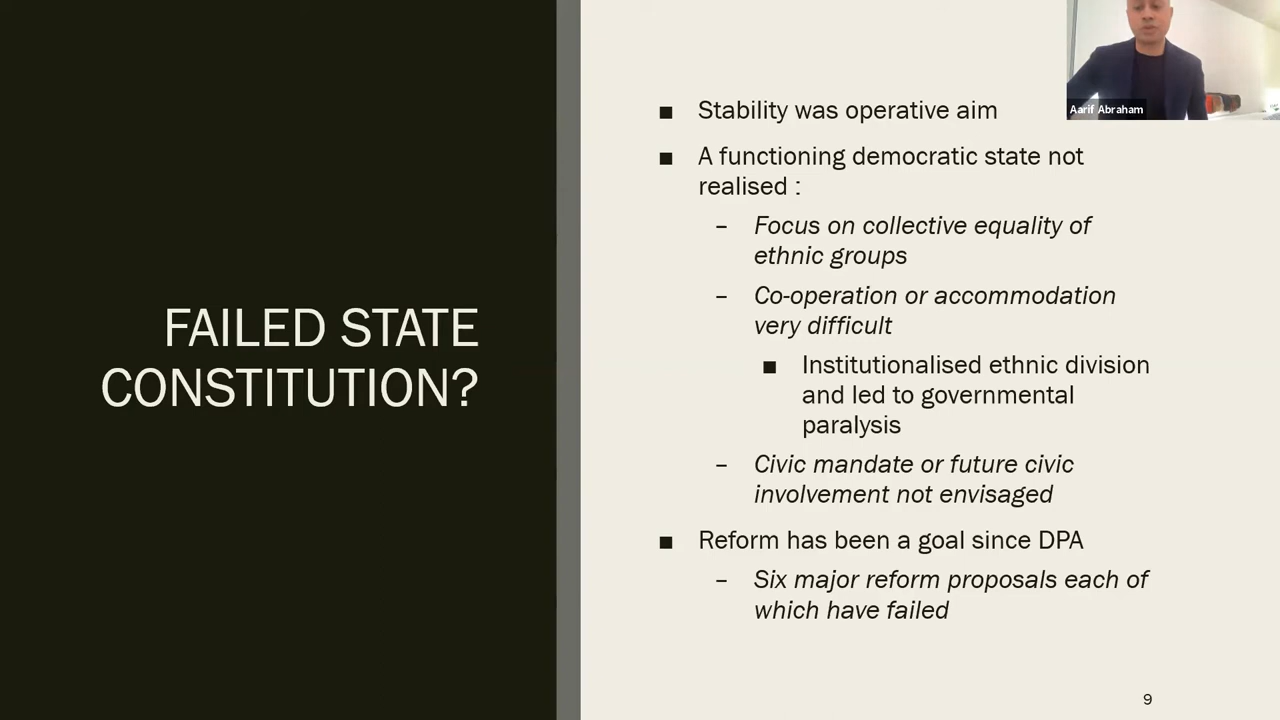 FAILED STATE
CONSTITUTION?
Aarif Abraham
■ Stability was operative aim
■ A functioning democratic state not
realised :
– Focus on collective equality of
ethnic groups
– Co-operation or accommodation
very difficult
■ Institutionalised ethnic division
and led to governmental
paralysis
– Civic mandate or future civic
involvement not envisaged
■ Reform has been a goal since DPA
– Six major reform proposals each of
which have failed
9